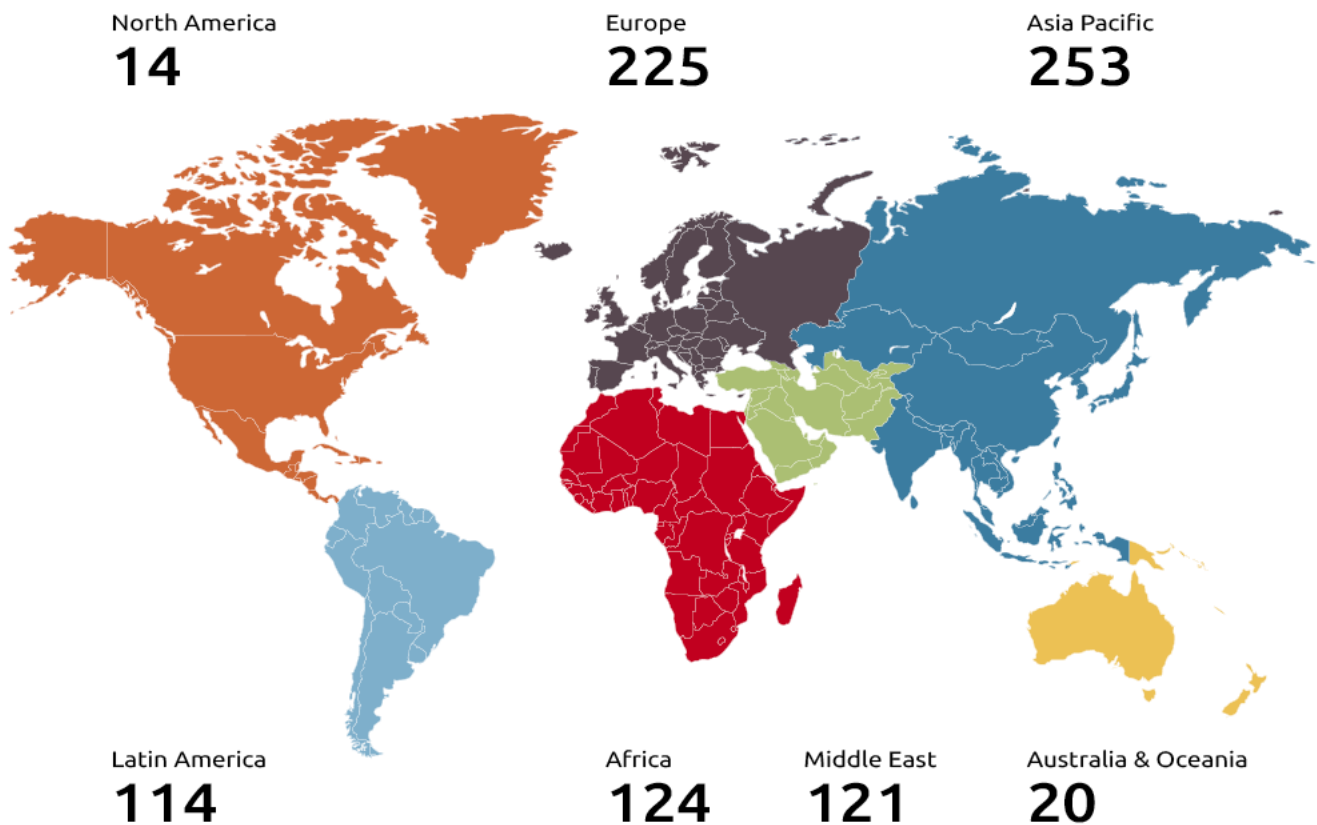 North America
14
Europe
225
Asia Pacific
253
Latin America
114
Africa
124
Middle East
121
Australia & Oceania
20